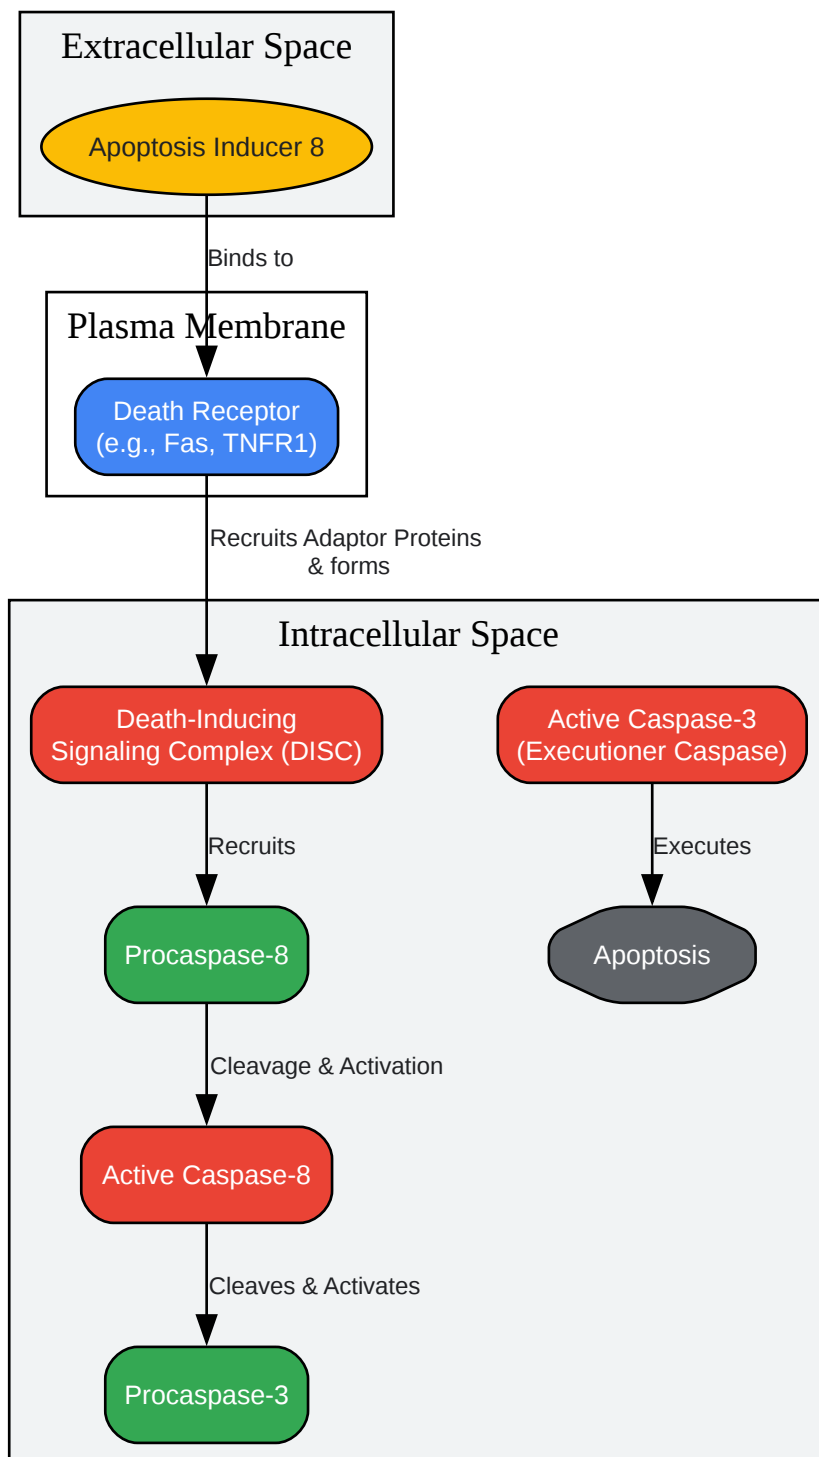 Extracellular Space
Apoptosis Inducer 8
Binds to
Plasma Membrane
Death Receptor
(e.g., Fas, TNFR1)
Recruits Adaptor Proteins
& forms
Intracellular Space
Death-Inducing
Signaling Complex (DISC)
Active Caspase-3
(Executioner Caspase)
Recruits
Executes
Procaspase-8
Apoptosis
Cleavage & Activation
Active Caspase-8
Cleaves & Activates
Procaspase-3